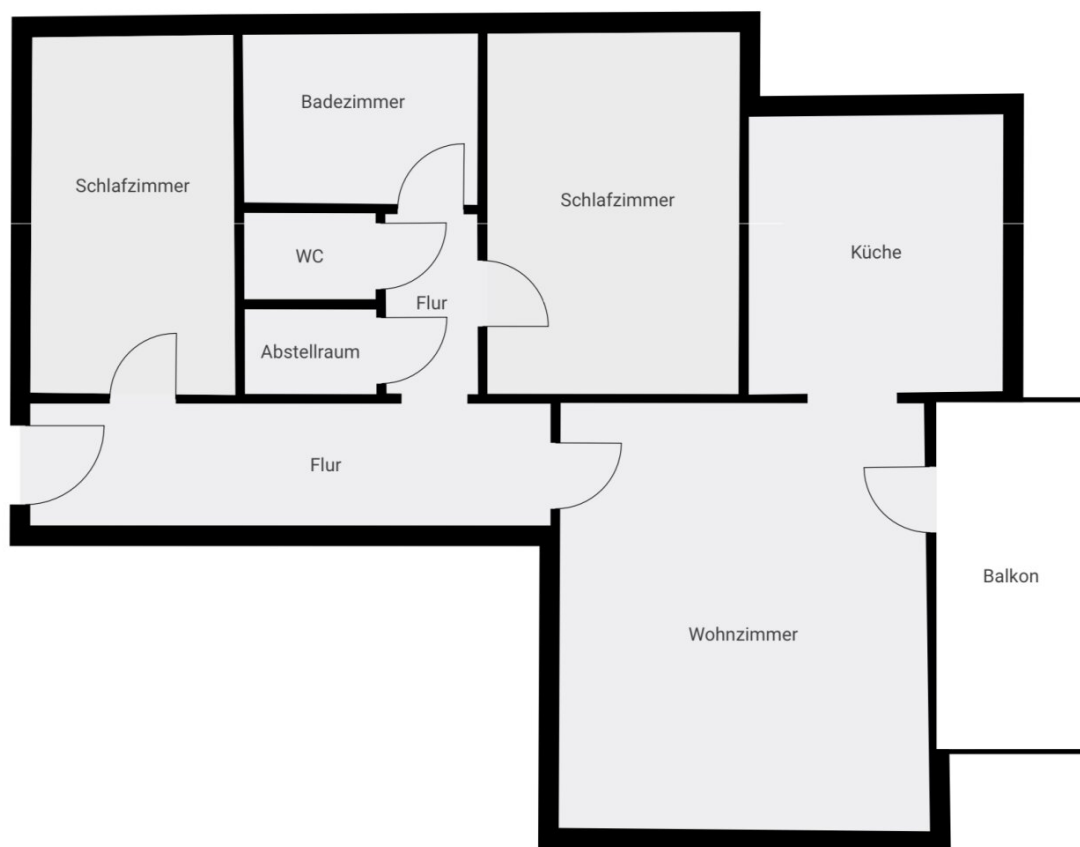 Badezimmer
Schlafzimmer
Schlafzimmer
WC
Küche
Flur
Abstellraum
Flur
Balkon
Wohnzimmer